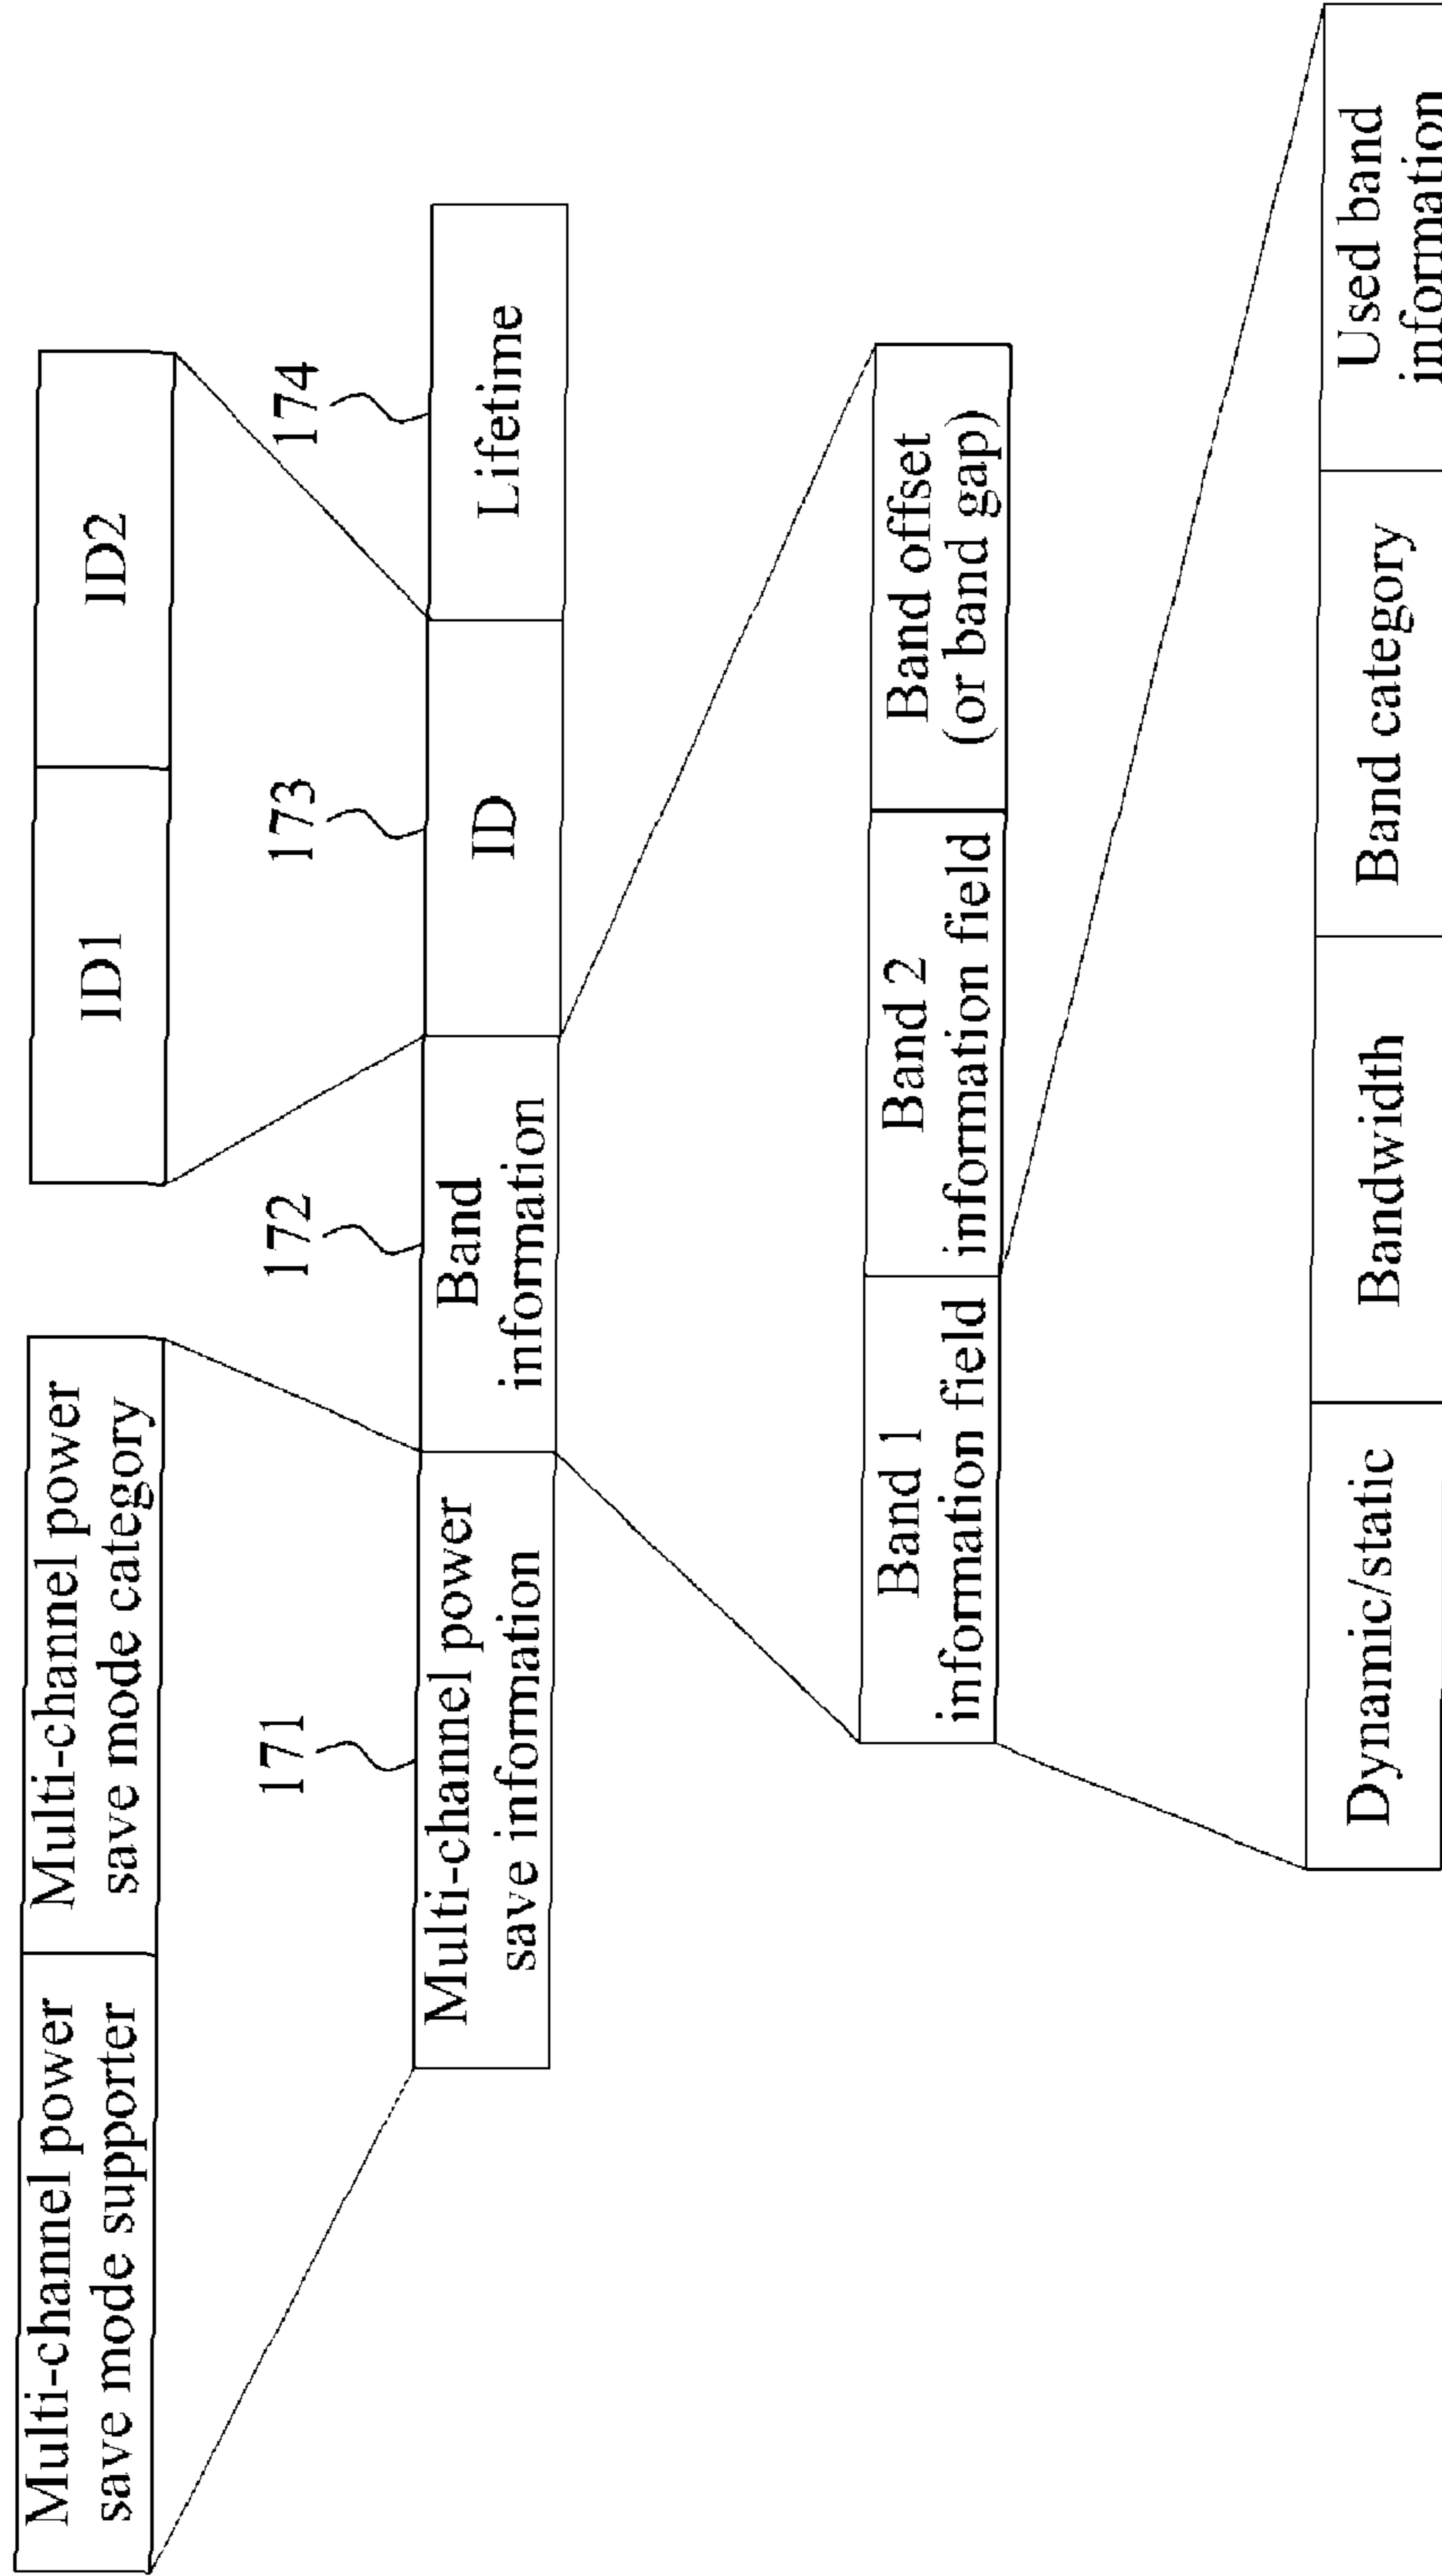 Multi-channel power
save mode supporter
Multi-channel power
save mode category
ID1
ID2
171
172
173
174
Multi-channel power
save information
Band
information
ID
Lifetime
Band 1
information field
Band 2
information field
Band offset
(or band gap)
Dynamic/static
Bandwidth
Band category
Used band
information